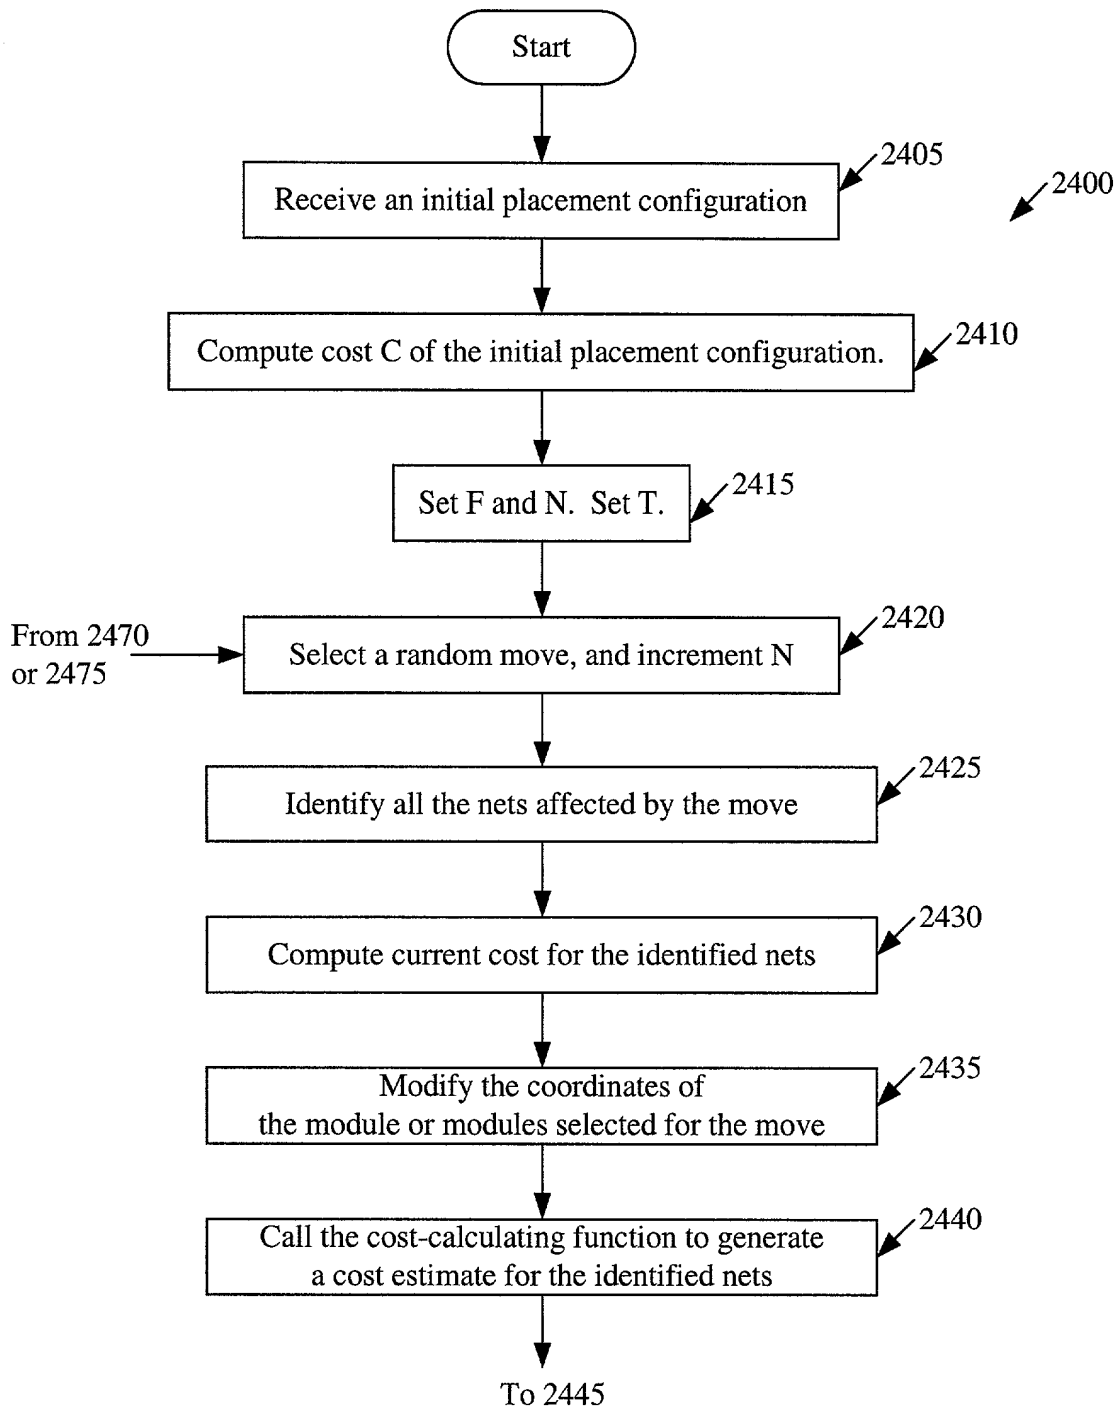 Start
2405
Receive an initial placement configuration
2400
2410
Compute cost C of the initial placement configuration.
2415
Set F and N. Set T.
2420
From 2470
or 2475
Select a random move, and increment N
2425
Identify all the nets affected by the move
2430
Compute current cost for the identified nets
2435
Modify the coordinates of
the module or modules selected for the move
2440
Call the cost-calculating function to generate
a cost estimate for the identified nets
To 2445